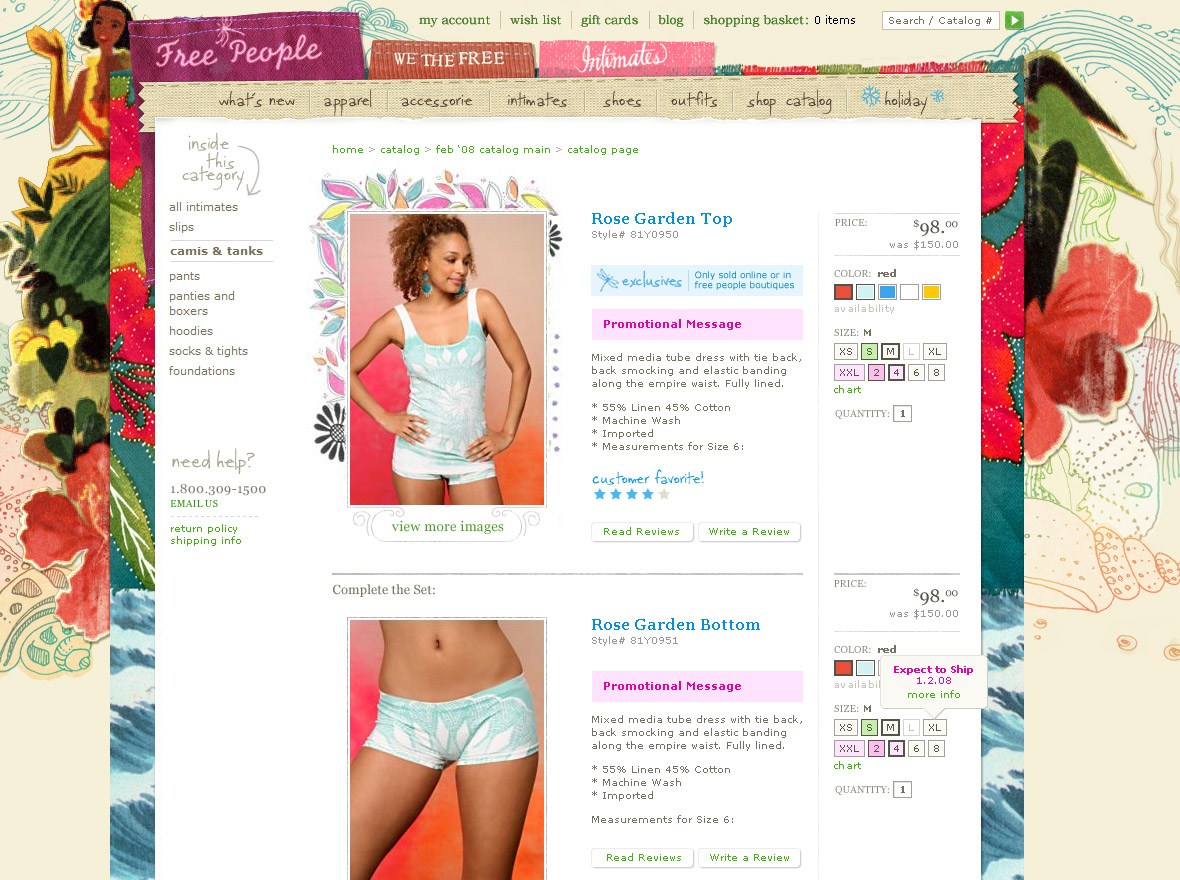 my account
wish list
gift cards
blog
shopping basket: 0 items
Search / Catalog #
Free People
WE THE FREE
Intimates
what's new
apparel
accessorie
intimates
shoes
outfits
shop catalog
holiday
inside
this
category
all intimates
slips
camis & tanks
pants
panties and
boxers
hoodies
socks & tights
foundations
need help?
1.800.309-1500
EMAIL US
return policy
shipping info
home > catalog > feb '08 catalog main > catalog page
view more images
Rose Garden Top
Style# 81Y0950
exclusives
Only sold online or in
free people boutiques
Promotional Message
Mixed media tube dress with tie back,
back smocking and elastic banding
along the empire waist. Fully lined.
* 55% Linen 45% Cotton
* Machine Wash
* Imported
* Measurements for Size 6:
customer favorite!
Read Reviews
Write a Review
PRICE:
$98.00
was $150.00
COLOR: red
availability
SIZE: M
XS S M L XL
XXL 2 4 6 8
chart
QUANTITY: 1
Complete the Set:
Rose Garden Bottom
Style# 81Y0951
Promotional Message
Mixed media tube dress with tie back,
back smocking and elastic banding
along the empire waist. Fully lined.
* 55% Linen 45% Cotton
* Machine Wash
* Imported
Measurements for Size 6:
Read Reviews
Write a Review
PRICE:
$98.00
was $150.00
COLOR: red
availabil
Expect to Ship
1.2.08
more info
SIZE: M
XS S M L XL
XXL 2 4 6 8
chart
QUANTITY: 1